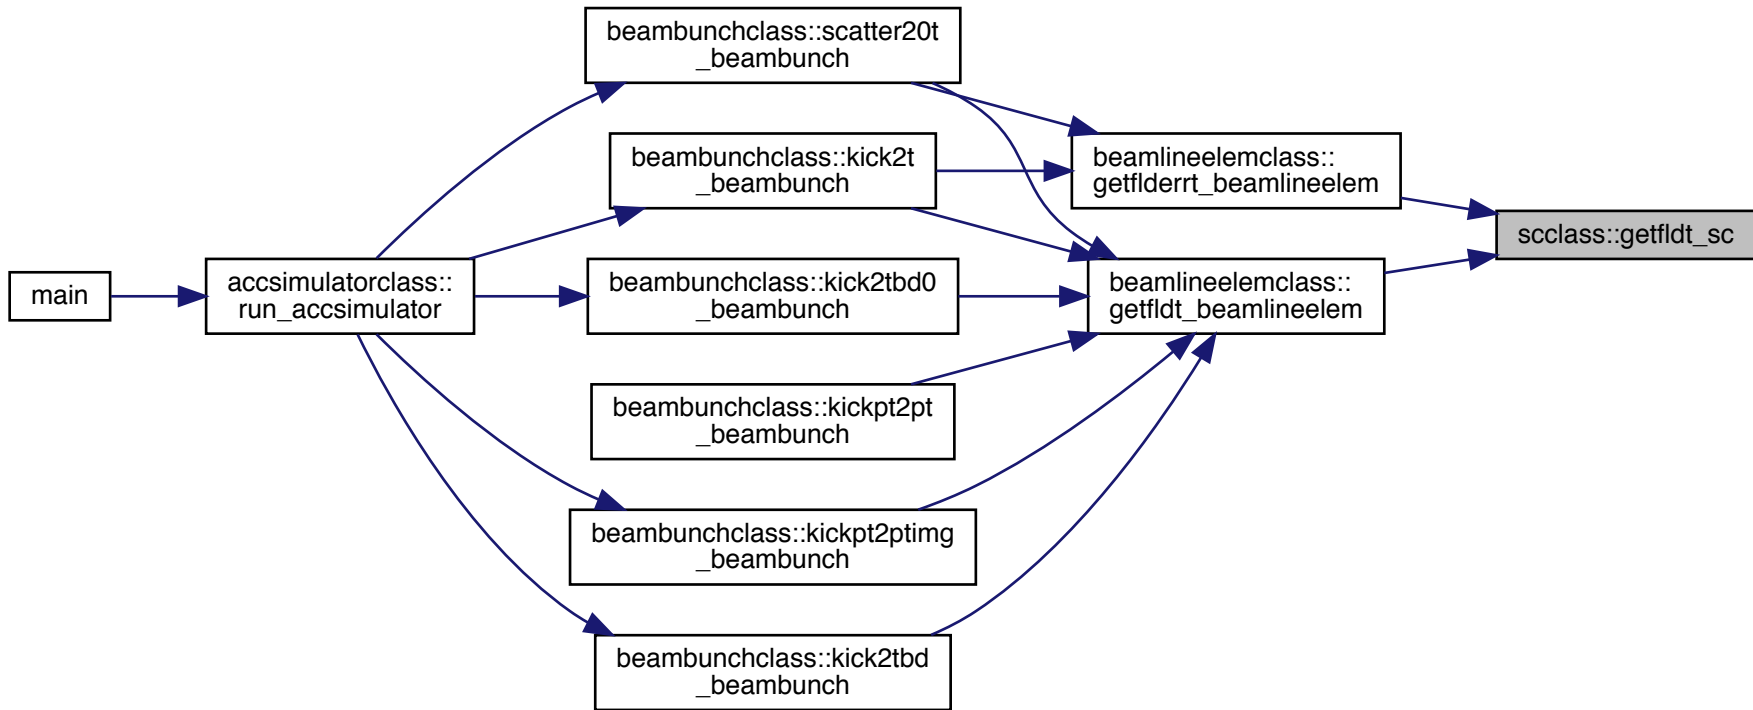 main
accsimulatorclass::
run_accsimulator
beambunchclass::scatter20t
_beambunch
beambunchclass::kick2t
_beambunch
beambunchclass::kick2tbd0
_beambunch
beambunchclass::kickpt2pt
_beambunch
beambunchclass::kickpt2ptimg
_beambunch
beambunchclass::kick2tbd
_beambunch
beamlineelemclass::
getflderrt_beamlineelem
beamlineelemclass::
getfldt_beamlineelem
scclass::getfldt_sc